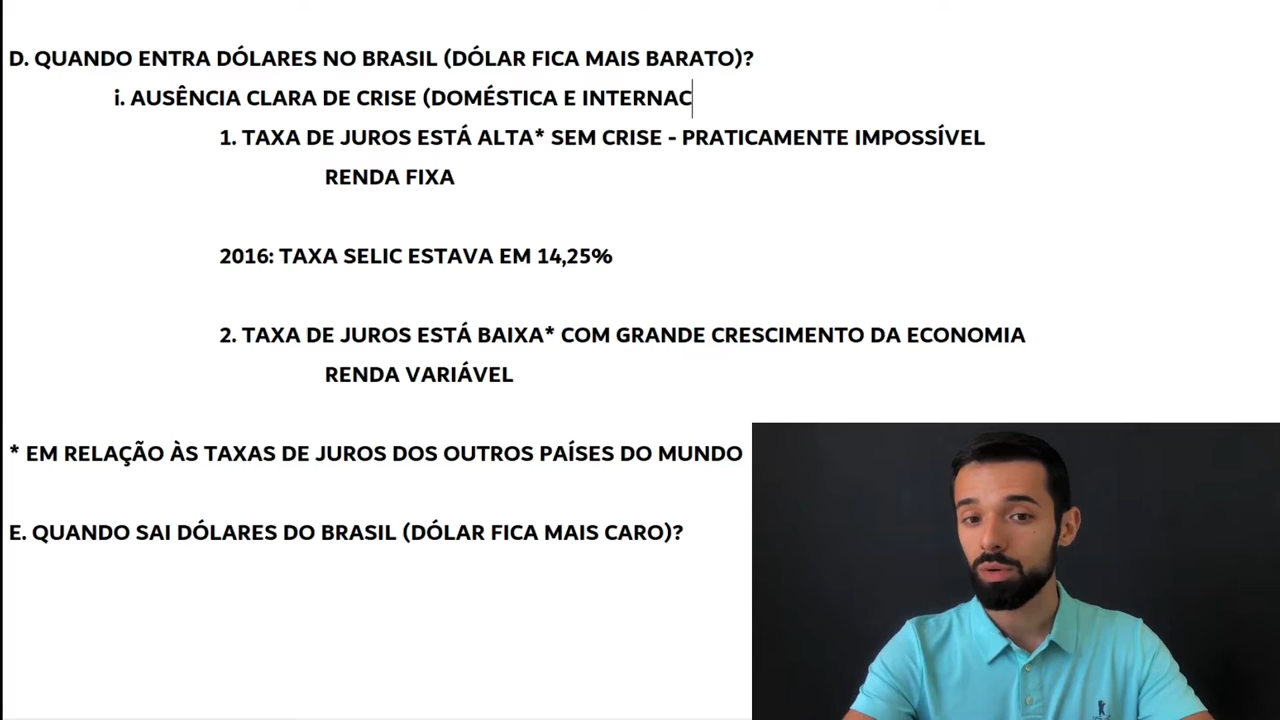 D. QUANDO ENTRA DÓLARES NO BRASIL (DÓLAR FICA MAIS BARATO)?
i. AUSÊNCIA CLARA DE CRISE (DOMÉSTICA E INTERNAC
1. TAXA DE JUROS ESTÁ ALTA* SEM CRISE - PRATICAMENTE IMPOSSÍVEL
RENDA FIXA
2016: TAXA SELIC ESTAVA EM 14,25%
2. TAXA DE JUROS ESTÁ BAIXA* COM GRANDE CRESCIMENTO DA ECONOMIA
RENDA VARIÁVEL
* EM RELAÇÃO ÀS TAXAS DE JUROS DOS OUTROS PAÍSES DO MUNDO
E. QUANDO SAI DÓLARES DO BRASIL (DÓLAR FICA MAIS CARO)?